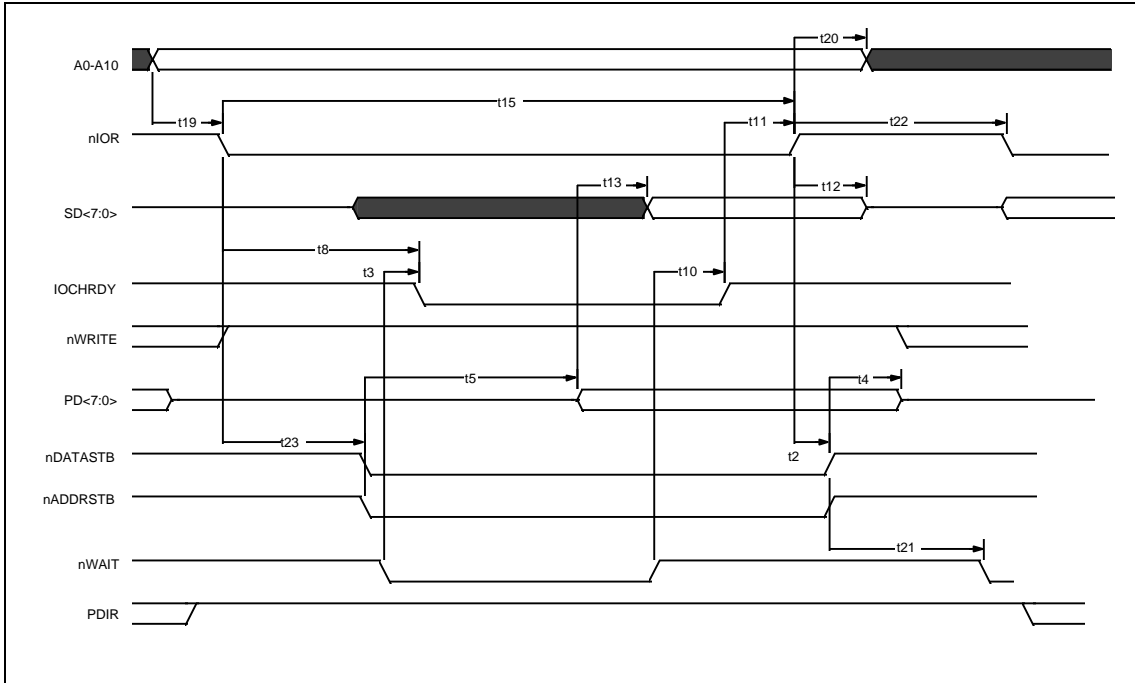 t20
A0-A10
t15
t19
t11
t22
nIOR
t13
t12
SD<7:0>
t8
t3
t10
IOCHRDY
nWRITE
t5
t4
PD<7:0>
t23
t2
nDATASTB
nADDRSTB
t21
nWAIT
PDIR